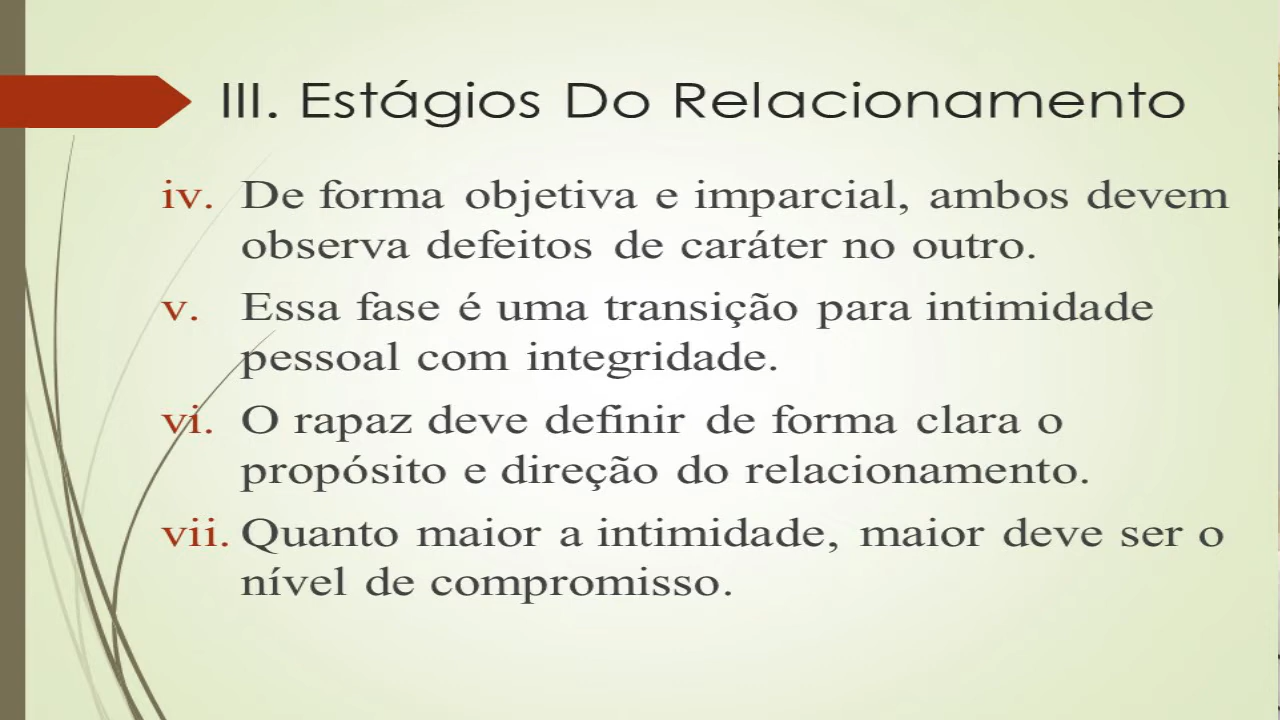 III. Estágios Do Relacionamento
iv. De forma objetiva e imparcial, ambos devem
observa defeitos de caráter no outro.
v. Essa fase é uma transição para intimidade
pessoal com integridade.
vi. O rapaz deve definir de forma clara o
propósito e direção do relacionamento.
vii. Quanto maior a intimidade, maior deve ser o
nível de compromisso.